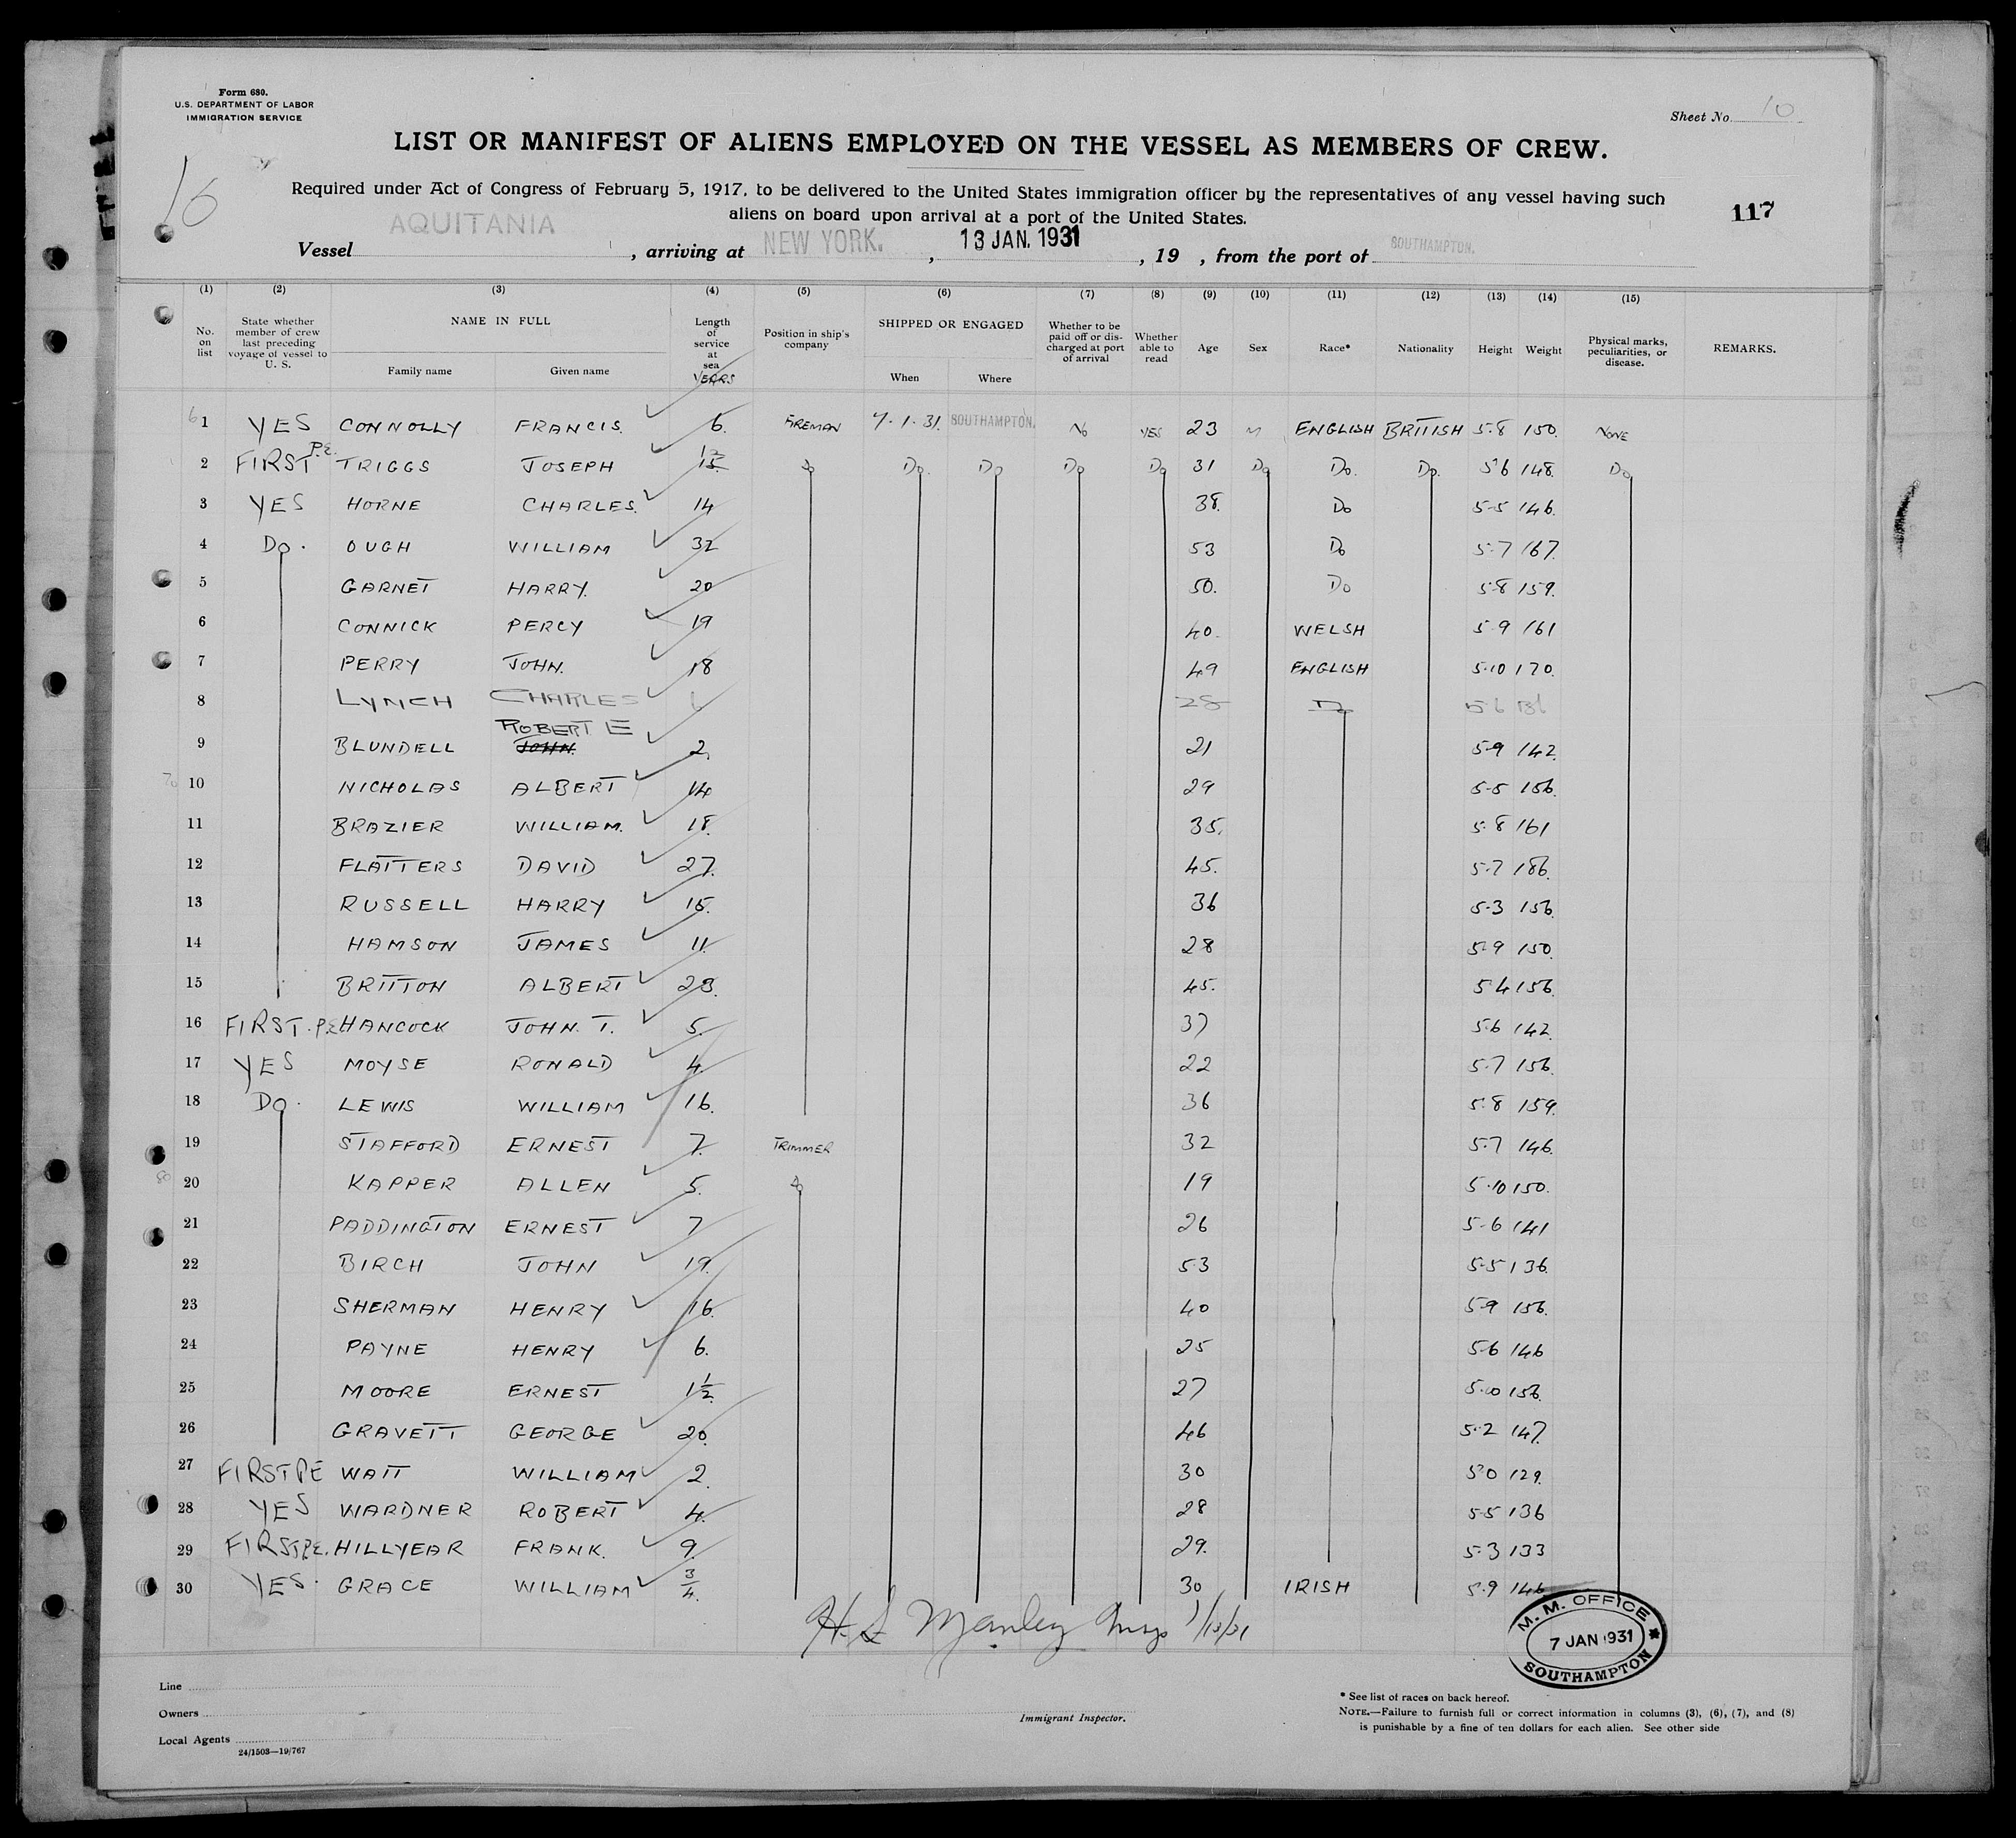 Form 680.
U.S. DEPARTMENT OF LABOR
IMMIGRATION SERVICE
Sheet No. 10
LIST OR MANIFEST OF ALIENS EMPLOYED ON THE VESSEL AS MEMBERS OF CREW.
16
Required under Act of Congress of February 5, 1917, to be delivered to the United States immigration officer by the representatives of any vessel having such
aliens on board upon arrival at a port of the United States.
117
Vessel AQUITANIA, arriving at NEW YORK., 13 JAN. 1931, 19 , from the port of SOUTHAMPTON.
(1) (2) (3) (4) (5) (6) (7) (8) (9) (10) (11) (12) (13) (14) (15)
No. on list State whether member of crew last preceding voyage of vessel to U. S. NAME IN FULL Family name Given name Length of service at sea YEARS Position in ship's company SHIPPED OR ENGAGED When Where Whether to be paid off or discharged at port of arrival Whether able to read Age Sex Race* Nationality Height Weight Physical marks, peculiarities, or disease. REMARKS.
1 YES CONNOLLY FRANCIS. 6. FIREMAN 7.1.31. SOUTHAMPTON. No YES 23 M ENGLISH BRITISH 5.8 150. NONE
2 FIRST P.E. TRIGGS JOSEPH 15 Do Do. Do Do Do 31 Do Do. Do. 5.6 148. Do
3 YES HORNE CHARLES. 14 38. Do 5.5 146.
4 Do. OUGH WILLIAM 32 53 Do 5.7 167.
5 GARNET HARRY. 20 50. Do 5.8 159.
6 CONNICK PERCY 19 40. WELSH 5.9 161
7 PERRY JOHN. 18 49 ENGLISH 5.10 170.
8 LYNCH CHARLES 28 Do 5.6 136
9 BLUNDELL ROBERT E JOHN. 2. 21 5.9 142.
10 NICHOLAS ALBERT 14 29 5.5 156.
11 BRAZIER WILLIAM. 18. 35. 5.8 161
12 FLATTERS DAVID 27. 45. 5.7 186.
13 RUSSELL HARRY 15. 36 5.3 156.
14 HAMSON JAMES 11. 28 5.9 150.
15 BRITTON ALBERT 28. 45. 5.4 156.
16 FIRST. P.E. HANCOCK JOHN. T. 5. 37 5.6 142.
17 YES MOYSE RONALD 4. 22 5.7 156.
18 Do. LEWIS WILLIAM 16. 36 5.8 159.
19 STAFFORD ERNEST 7. TRIMMER 32 5.7 146.
20 KAPPER ALLEN 5. Do 19 5.10 150.
21 PADDINGTON ERNEST 7 26 5.6 141
22 BIRCH JOHN 19. 53 5.5 136.
23 SHERMAN HENRY 16. 40 5.9 156.
24 PAYNE HENRY 6. 25 5.6 146
25 MOORE ERNEST 1½ 27 5.10 156.
26 GRAVETT GEORGE 20. 46 5.2 147.
27 FIRST PE WATT WILLIAM 2. 30 5.0 129.
28 YES WARDNER ROBERT 4. 28 5.5 136
29 FIRST P.E. HILLYEAR FRANK. 9. 29. 5.3 133
30 YES. GRACE WILLIAM ¾. 30 IRISH 5.9 146
H. S. Manley Insp 1/13/31
M. M. OFFICE
7 JAN 1931
SOUTHAMPTON
Line
Owners
Local Agents
24/1503—19/767
Immigrant Inspector.
* See list of races on back hereof.
NOTE.—Failure to furnish full or correct information in columns (3), (6), (7), and (8)
is punishable by a fine of ten dollars for each alien. See other side